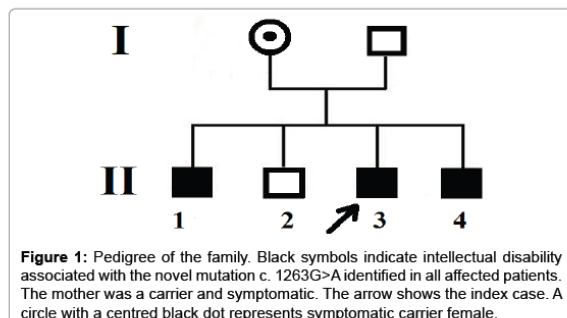 I
II
1 2 3 4
Figure 1: Pedigree of the family. Black symbols indicate intellectual disability
associated with the novel mutation c. 1263G>A identified in all affected patients.
The mother was a carrier and symptomatic. The arrow shows the index case. A
circle with a centred black dot represents symptomatic carrier female.